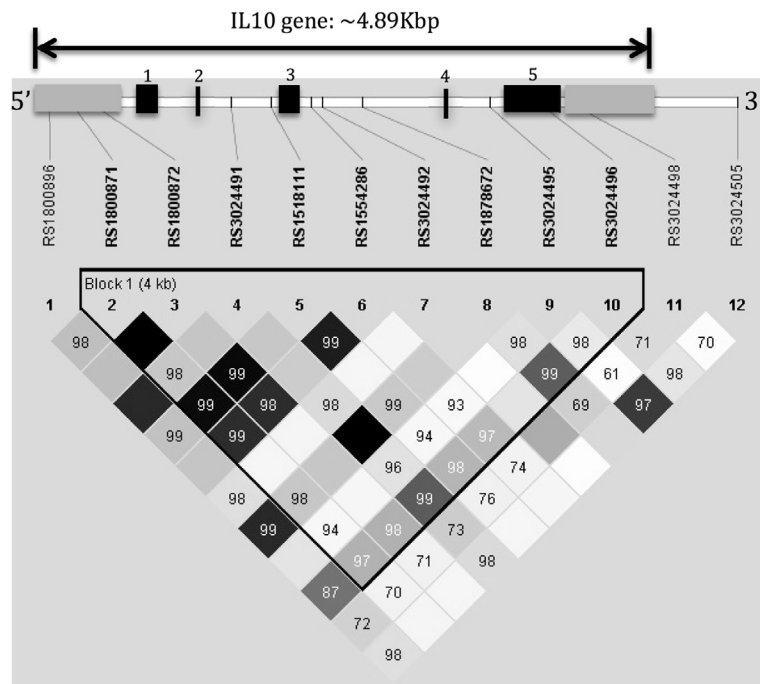 IL10 gene: ~4.89Kbp
1 2 3 4 5
5' 3
RS1800896
RS1800871
RS1800872
RS3024491
RS1518111
RS1554286
RS3024492
RS1878672
RS3024495
RS3024496
RS3024498
RS3024505
Block 1 (4 kb)
1 2 3 4 5 6 7 8 9 10 11 12
98 99 98 98 71 70
98 99 99 61 98
99 98 98 99 93 69 97
99 99 94 97
96 98 74
98 98 99 76
99 94 98 73
97 71 98
87 70
72
98